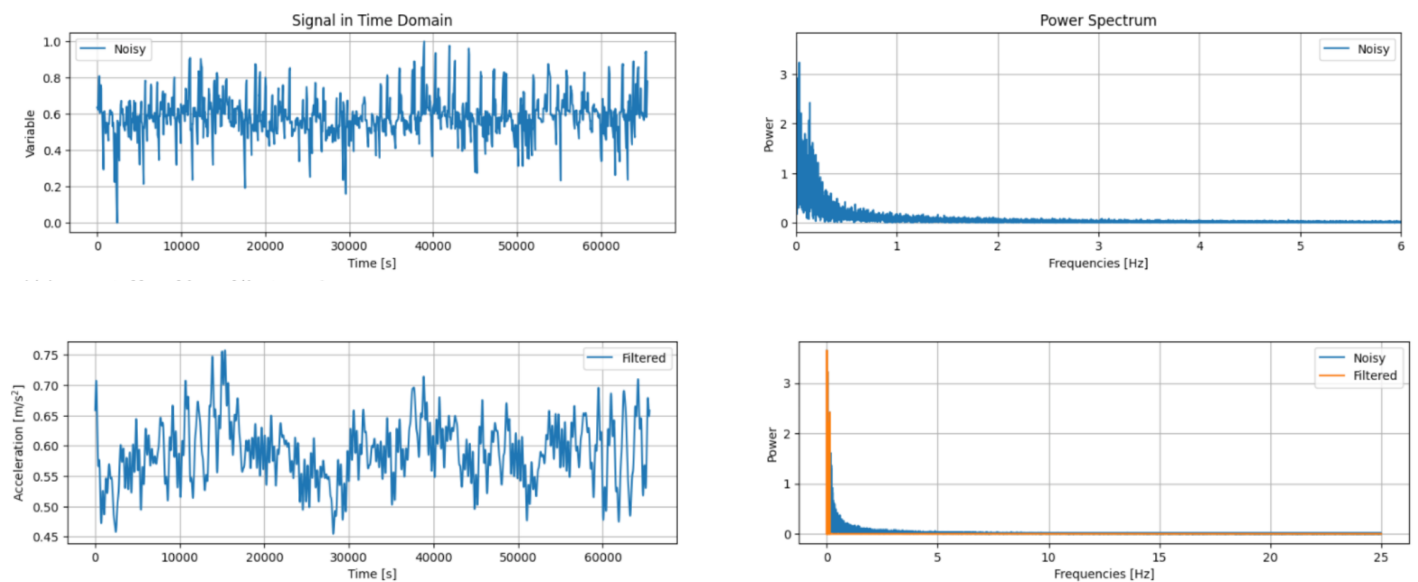 Signal in Time Domain
Noisy
1.0
0.8
0.6
0.4
0.2
0.0
Variable
0 10000 20000 30000 40000 50000 60000
Time [s]
Power Spectrum
Noisy
3
2
1
0
Power
0 1 2 3 4 5 6
Frequencies [Hz]
Filtered
0.75
0.70
0.65
0.60
0.55
0.50
0.45
Acceleration [m/s²]
0 10000 20000 30000 40000 50000 60000
Time [s]
Noisy
Filtered
3
2
1
0
Power
0 5 10 15 20 25
Frequencies [Hz]